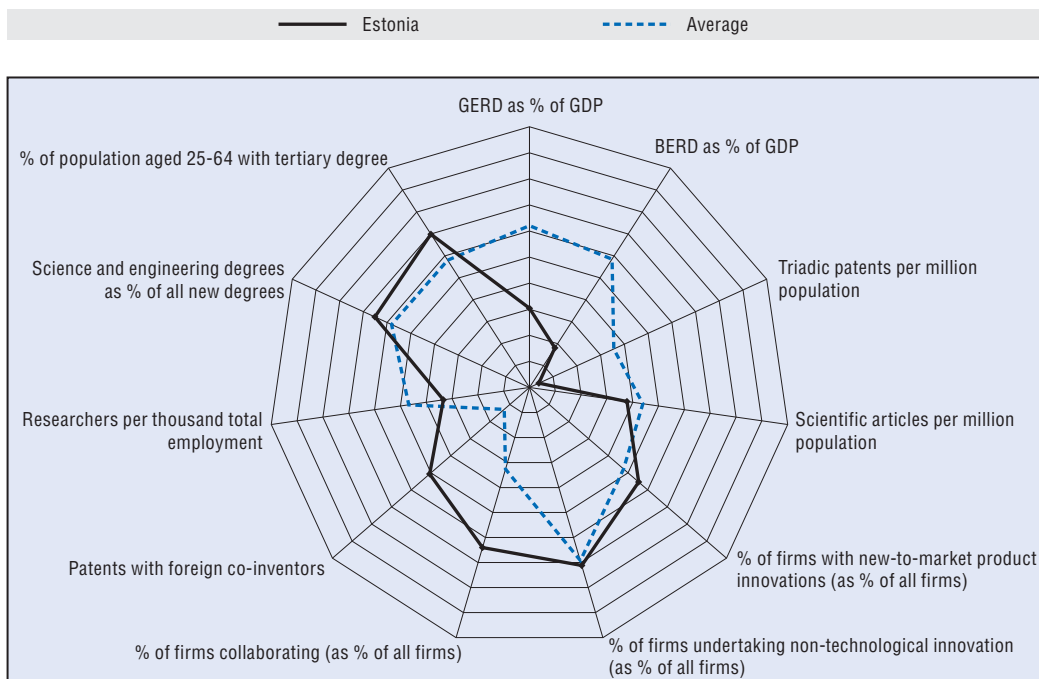 Estonia
Average
GERD as % of GDP
BERD as % of GDP
Triadic patents per million
population
Scientific articles per million
population
% of firms with new-to-market product
innovations (as % of all firms)
% of firms undertaking non-technological innovation
(as % of all firms)
% of firms collaborating (as % of all firms)
Patents with foreign co-inventors
Researchers per thousand total
employment
Science and engineering degrees
as % of all new degrees
% of population aged 25-64 with tertiary degree